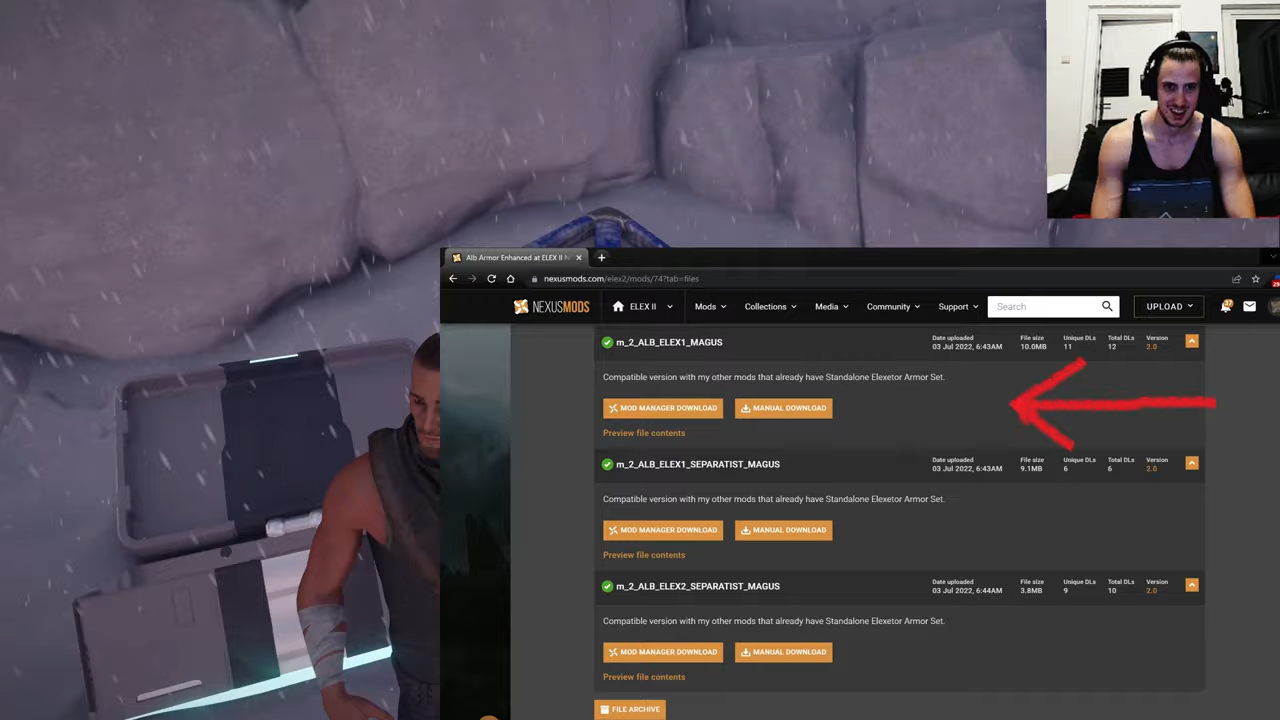 Alb Armor Enhanced at ELEX II N
nexusmods.com/elex2/mods/74?tab=files
NEXUSMODS ELEX II Mods Collections Media Community Support Search UPLOAD
m_2_ALB_ELEX1_MAGUS
Date uploaded File size Unique DLs Total DLs Version
03 Jul 2022, 6:43AM 10.0MB 11 12 2.0
Compatible version with my other mods that already have Standalone Elexetor Armor Set.
MOD MANAGER DOWNLOAD MANUAL DOWNLOAD
Preview file contents
m_2_ALB_ELEX1_SEPARATIST_MAGUS
Date uploaded File size Unique DLs Total DLs Version
03 Jul 2022, 6:43AM 9.1MB 6 6 2.0
Compatible version with my other mods that already have Standalone Elexetor Armor Set.
MOD MANAGER DOWNLOAD MANUAL DOWNLOAD
Preview file contents
m_2_ALB_ELEX2_SEPARATIST_MAGUS
Date uploaded File size Unique DLs Total DLs Version
03 Jul 2022, 6:44AM 3.8MB 9 10 2.0
Compatible version with my other mods that already have Standalone Elexetor Armor Set.
MOD MANAGER DOWNLOAD MANUAL DOWNLOAD
Preview file contents
FILE ARCHIVE